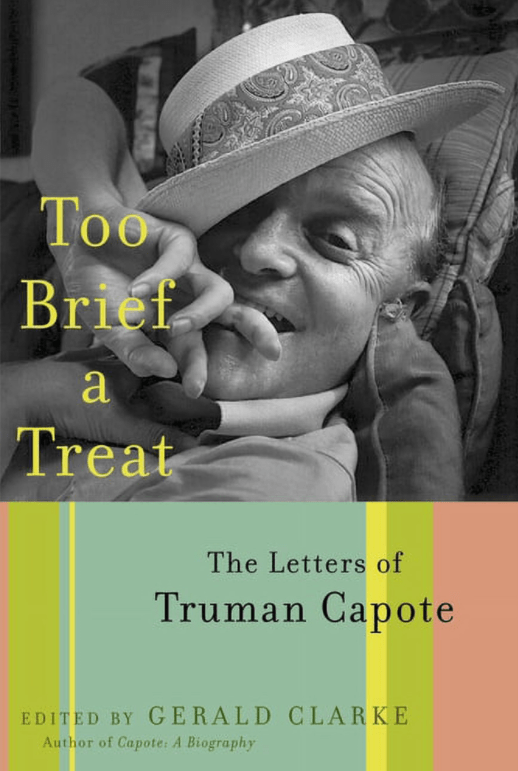 Too
Brief
a
Treat
The Letters of
Truman Capote
EDITED BY GERALD CLARKE
Author of Capote: A Biography